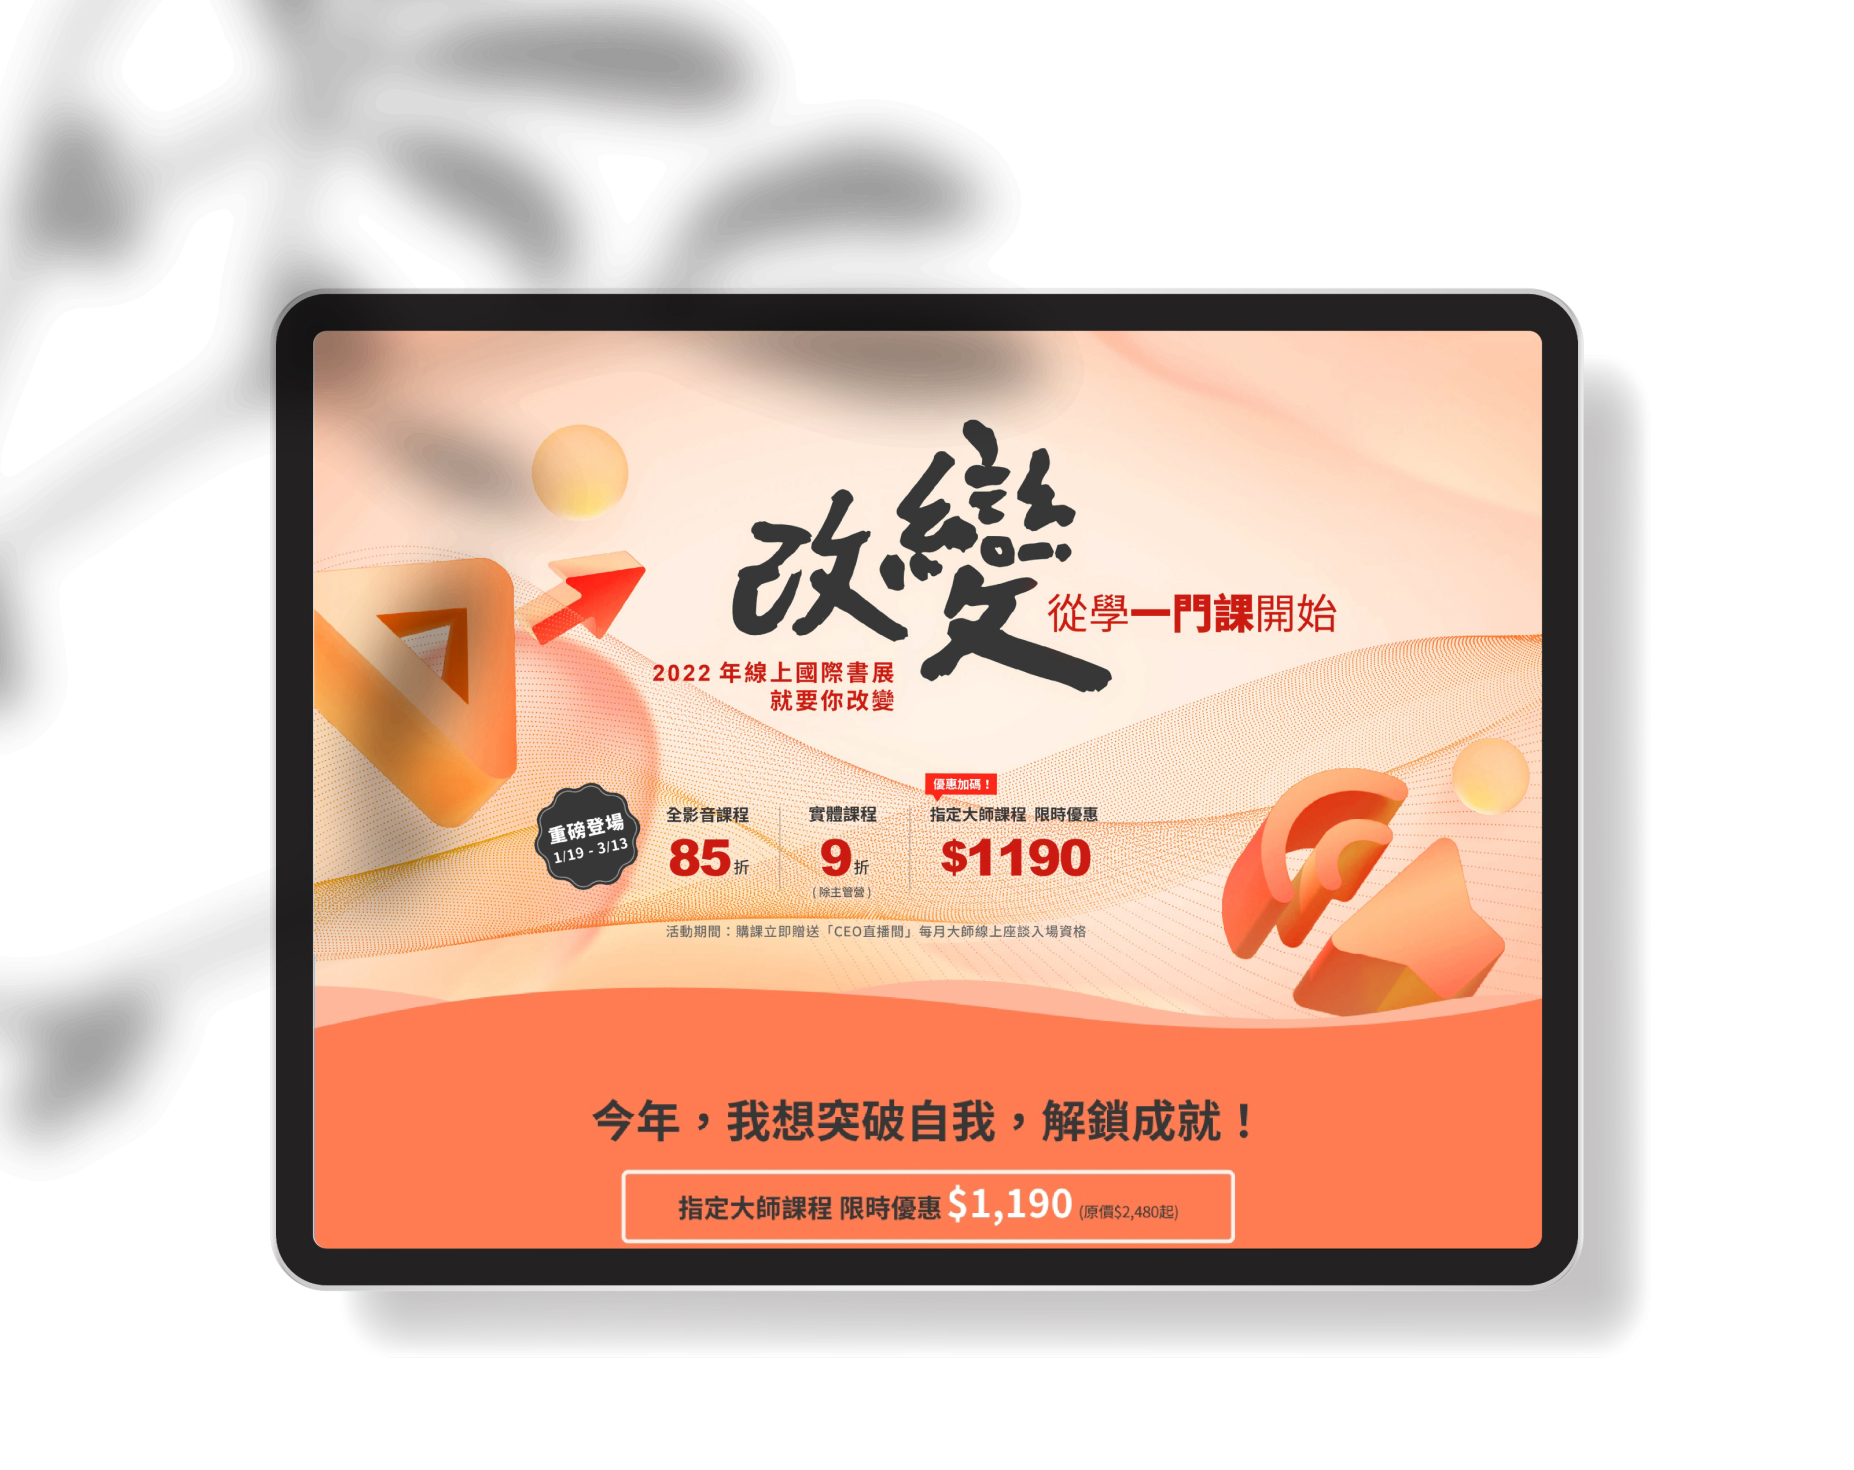 改變
從學一門課開始
2022 年線上國際書展
就要你改變
重磅登場
1/19 - 3/13
全影音課程
85折
實體課程
9折
( 除主管營 )
優惠加碼！
指定大師課程 限時優惠
$1190
活動期間：購課立即贈送「CEO直播間」每月大師線上座談入場資格
今年，我想突破自我，解鎖成就！
指定大師課程 限時優惠 $1,190 (原價$2,480起)